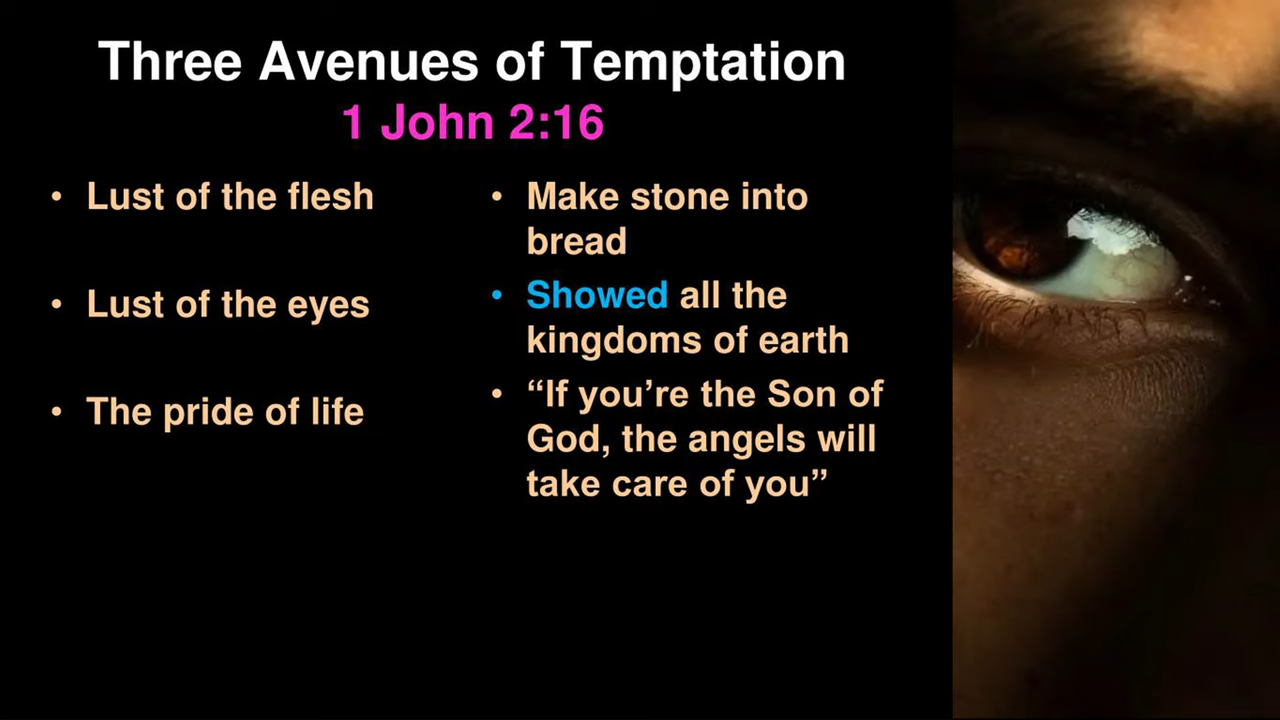 Three Avenues of Temptation
1 John 2:16
• Lust of the flesh
• Lust of the eyes
• The pride of life
• Make stone into
bread
• Showed all the
kingdoms of earth
• “If you’re the Son of
God, the angels will
take care of you”